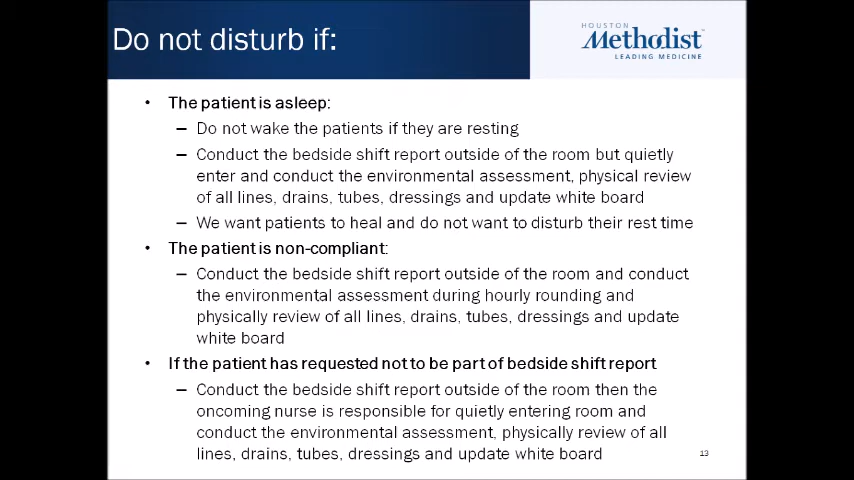 Do not disturb if:
HOUSTON
Methodist
LEADING MEDICINE
• The patient is asleep:
– Do not wake the patients if they are resting
– Conduct the bedside shift report outside of the room but quietly
enter and conduct the environmental assessment, physical review
of all lines, drains, tubes, dressings and update white board
– We want patients to heal and do not want to disturb their rest time
• The patient is non-compliant:
– Conduct the bedside shift report outside of the room and conduct
the environmental assessment during hourly rounding and
physically review of all lines, drains, tubes, dressings and update
white board
• If the patient has requested not to be part of bedside shift report
– Conduct the bedside shift report outside of the room then the
oncoming nurse is responsible for quietly entering room and
conduct the environmental assessment, physically review of all
lines, drains, tubes, dressings and update white board
13